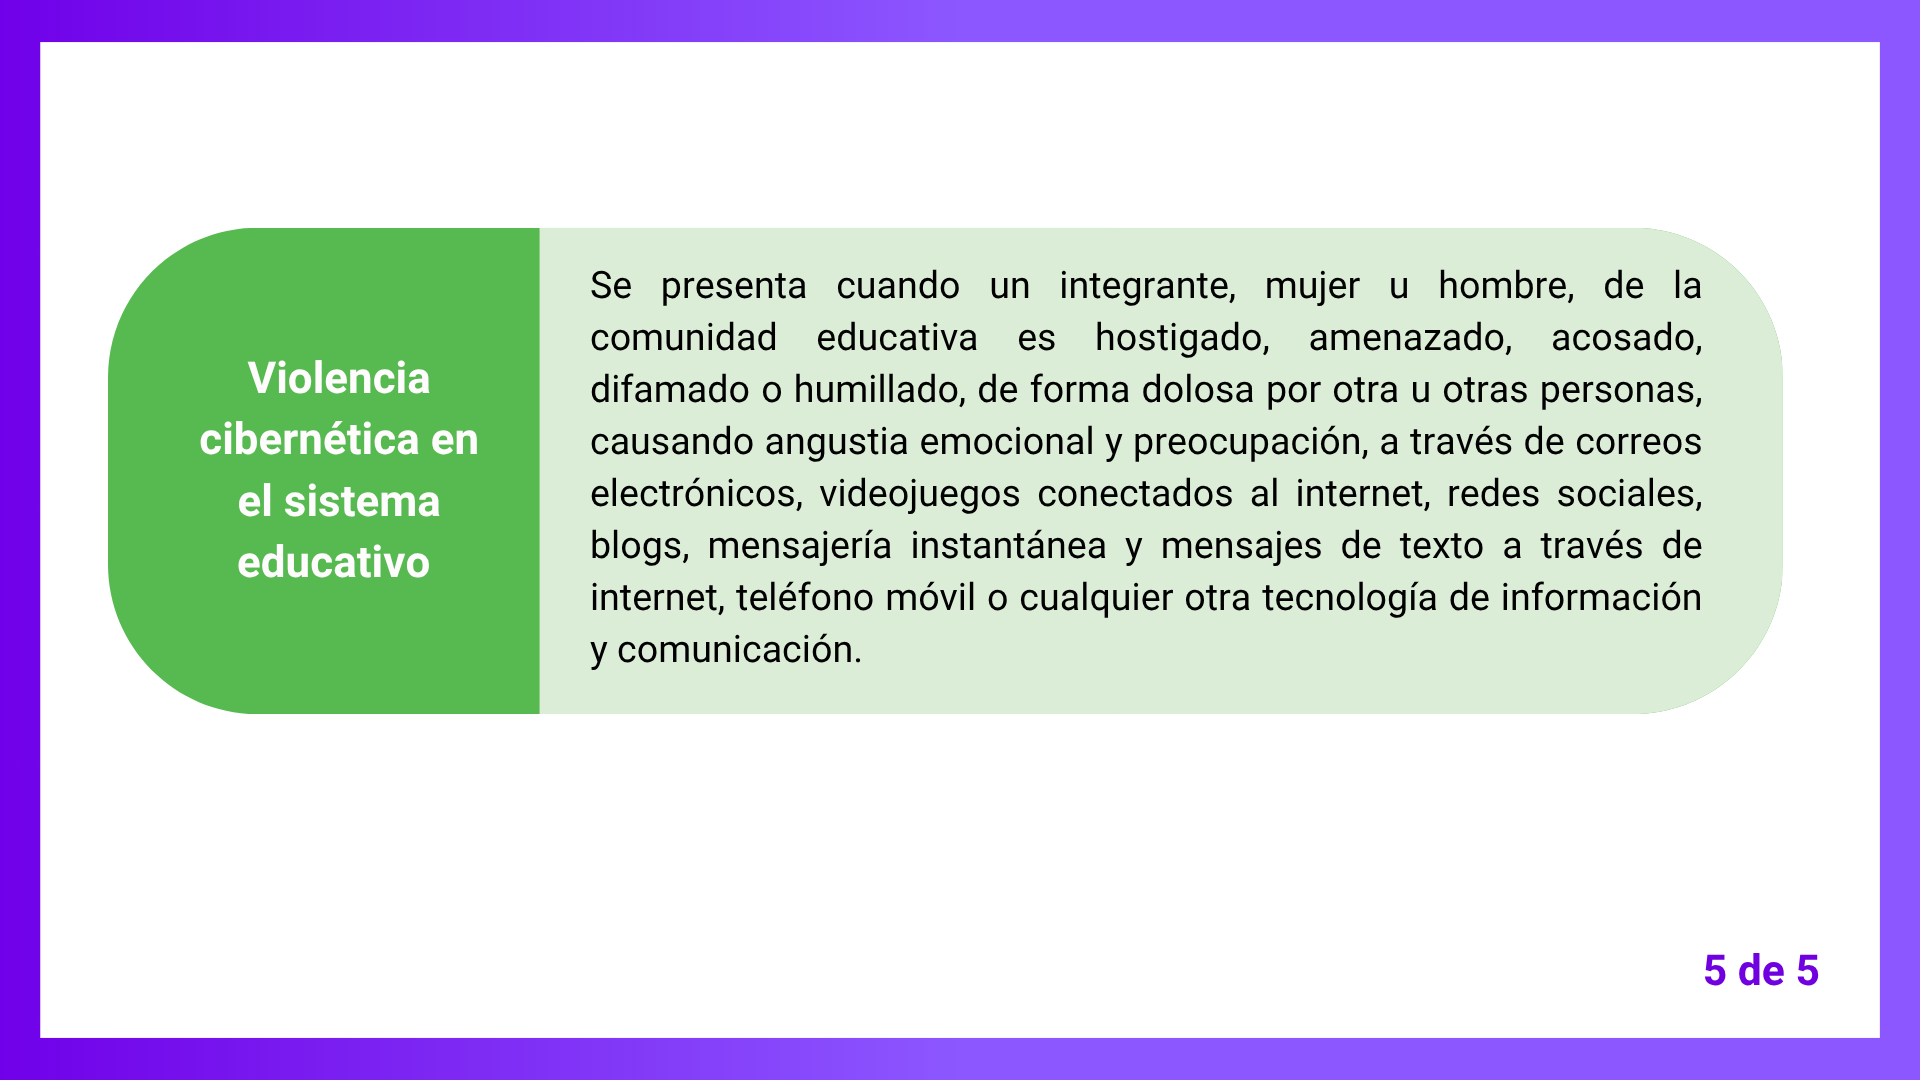 Violencia
cibernética en
el sistema
educativo
Se presenta cuando un integrante, mujer u hombre, de la
comunidad educativa es hostigado, amenazado, acosado,
difamado o humillado, de forma dolosa por otra u otras personas,
causando angustia emocional y preocupación, a través de correos
electrónicos, videojuegos conectados al internet, redes sociales,
blogs, mensajería instantánea y mensajes de texto a través de
internet, teléfono móvil o cualquier otra tecnología de información
y comunicación.
5 de 5